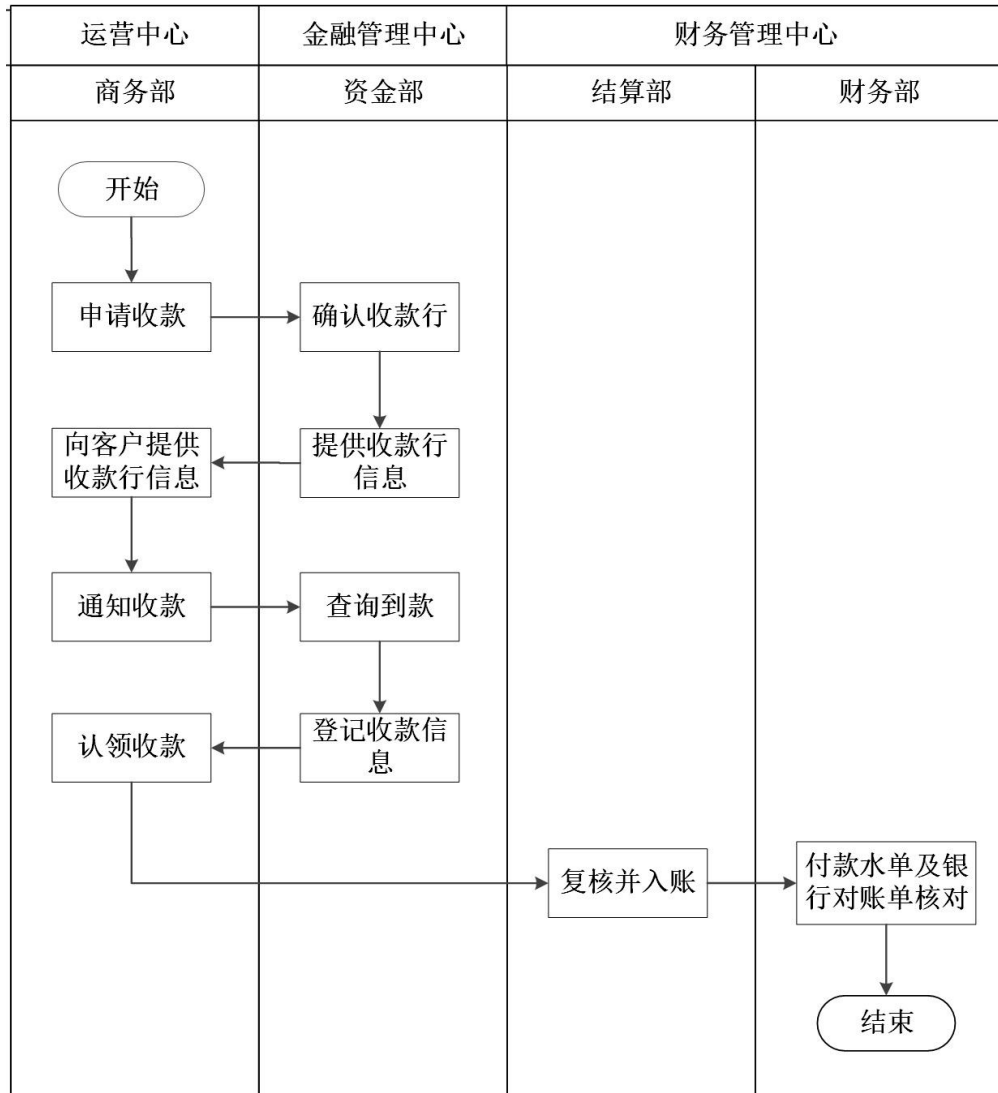 运营中心
金融管理中心
财务管理中心
商务部
资金部
结算部
财务部
开始
申请收款
确认收款行
向客户提供
收款行信息
提供收款行
信息
通知收款
查询到款
认领收款
登记收款信
息
复核并入账
付款水单及银
行对账单核对
结束